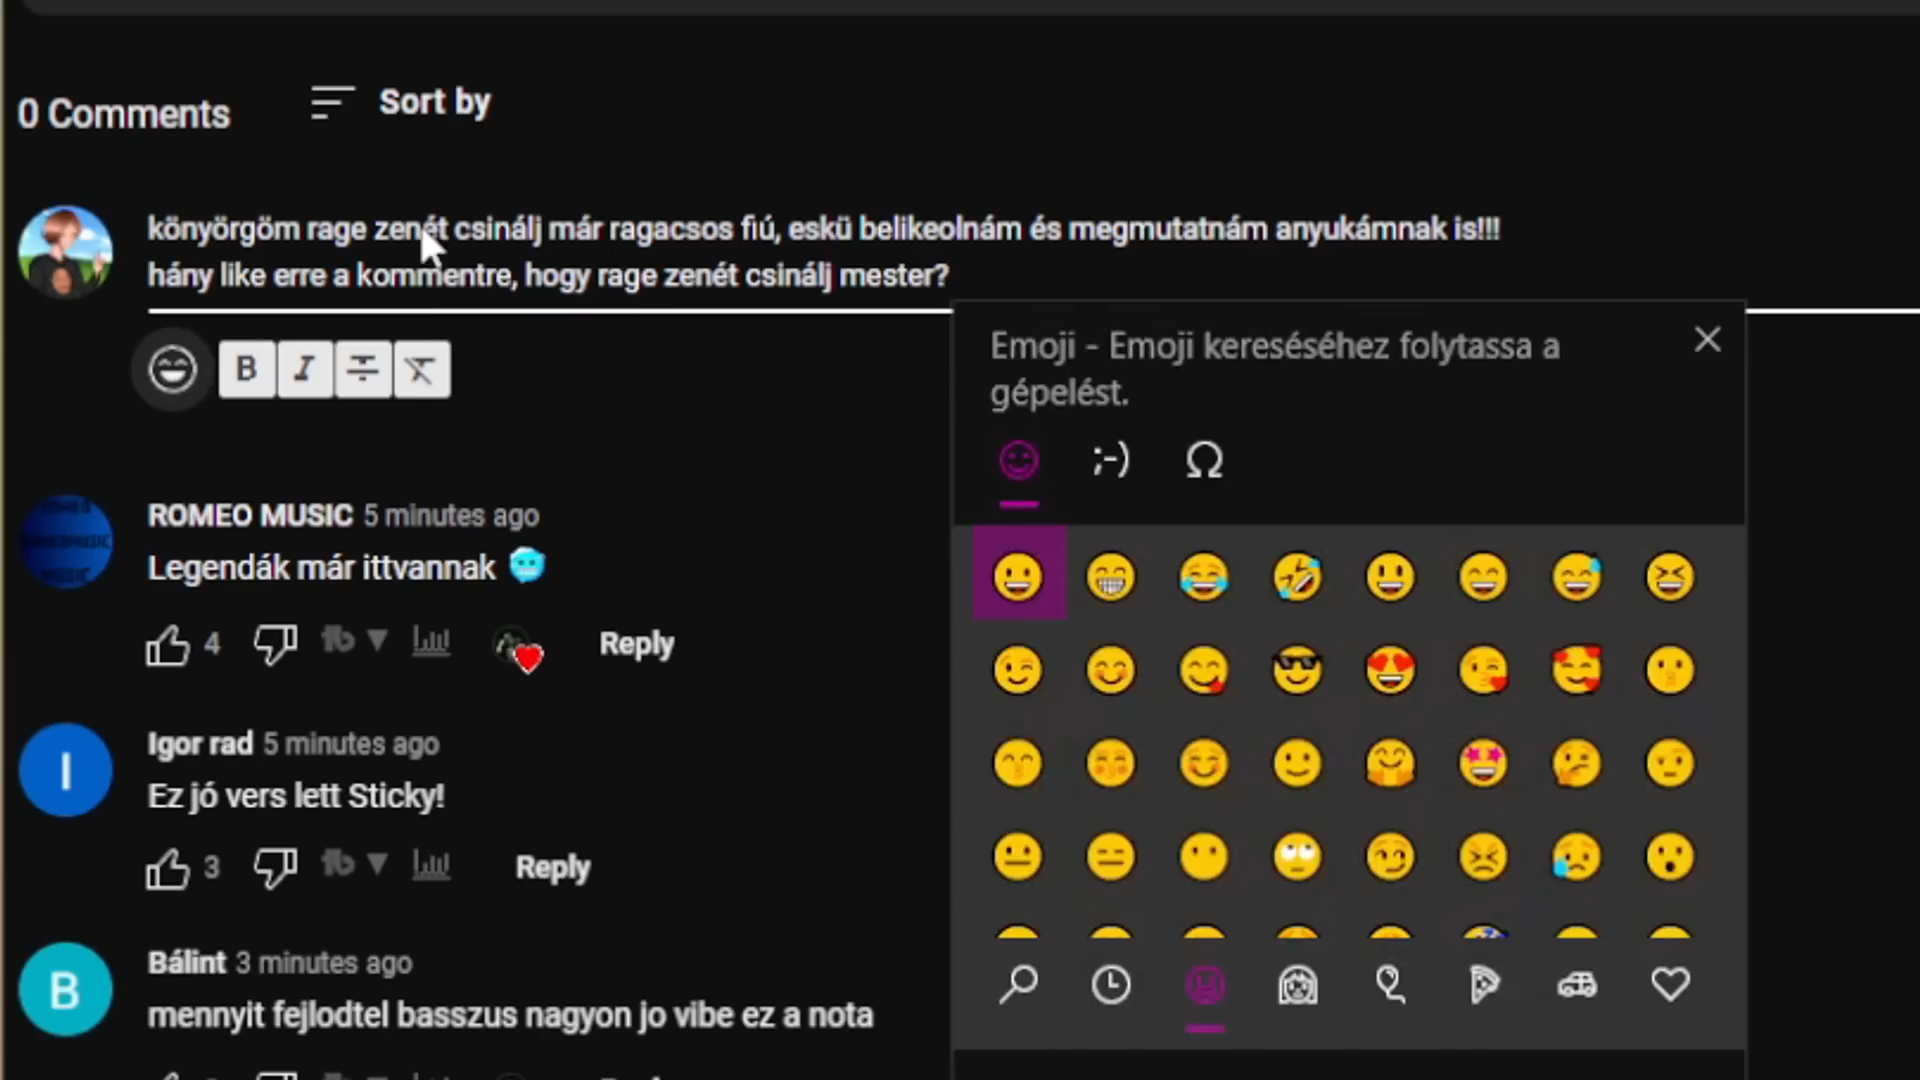 0 Comments
Sort by
könyörgöm rage zenét csinálj már ragacsos fiú, eskü belikeolnám és megmutatnám anyukámnak is!!!
hány like erre a kommentre, hogy rage zenét csinálj mester?
B I
Emoji - Emoji kereséséhez folytassa a
gépelést.
;-) Ω
ROMEO MUSIC 5 minutes ago
Legendák már ittvannak 🥶
4
Reply
Igor rad 5 minutes ago
Ez jó vers lett Sticky!
3
Reply
B
Bálint 3 minutes ago
mennyit fejlodtel basszus nagyon jo vibe ez a nota